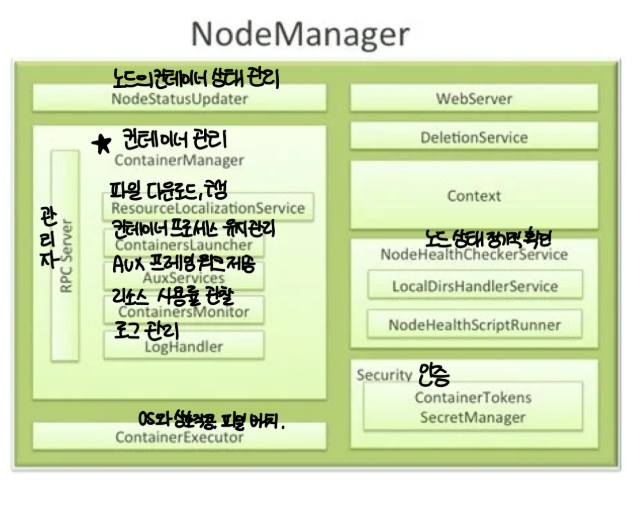 NodeManager
노드의 컨테이너 상태 관리
NodeStatusUpdater
★ 컨테이너 관리
ContainerManager
관리자
RPC Server
파일 다운로드,
ResourceLocalizationService
컨테이너 프로세스 유지관리
ContainersLauncher
AUX 프레임워크 제공
AuxServices
리소스 사용률 관찰
ContainersMonitor
로그 관리
LogHandler
OS와 상호작용. 파일 배치.
ContainerExecutor
WebServer
DeletionService
Context
노드 상태 정기적 확인
NodeHealthCheckerService
LocalDirsHandlerService
NodeHealthScriptRunner
Security 인증
ContainerTokens
SecretManager